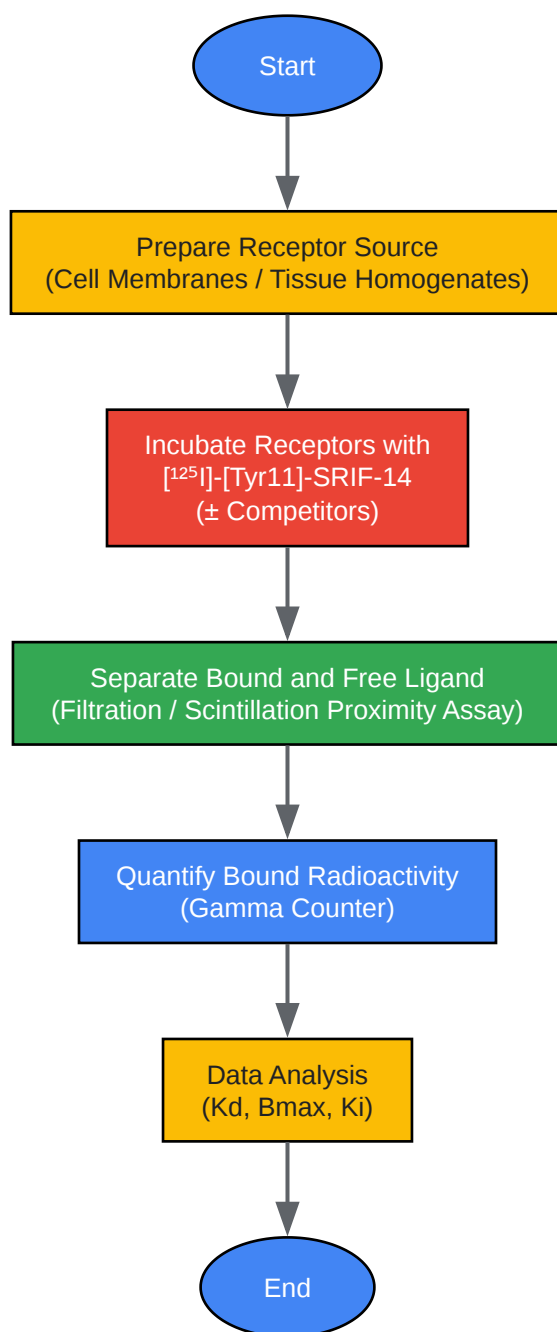 Start
Prepare Receptor Source
(Cell Membranes / Tissue Homogenates)
Incubate Receptors with
[¹²⁵I]-[Tyr11]-SRIF-14
(± Competitors)
Separate Bound and Free Ligand
(Filtration / Scintillation Proximity Assay)
Quantify Bound Radioactivity
(Gamma Counter)
Data Analysis
(Kd, Bmax, Ki)
End